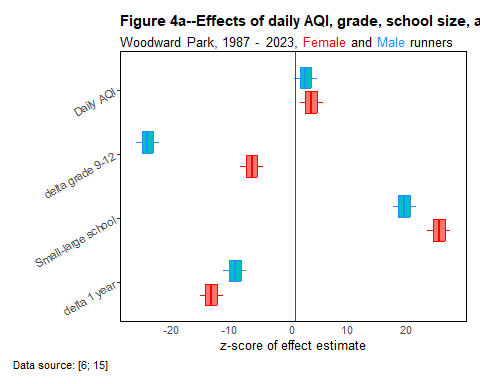 Figure 4a--Effects of daily AQI, grade, school size, a
Woodward Park, 1987 - 2023, Female and Male runners
Daily AQI
delta grade 9-12
Small-large school
delta 1 year
-20 -10 0 10 20
z-score of effect estimate
Data source: [6; 15]